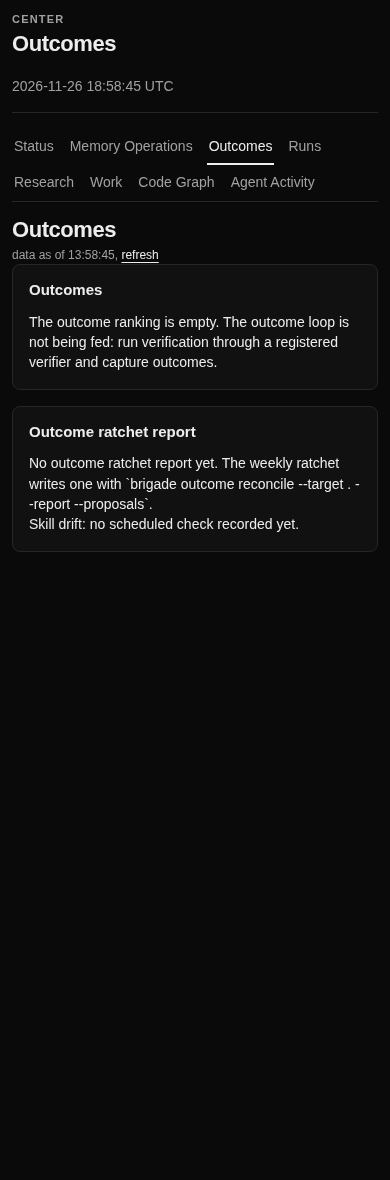 CENTER
Outcomes
2026-11-26 18:58:45 UTC
Status Memory Operations Outcomes Runs
Research Work Code Graph Agent Activity
Outcomes
data as of 13:58:45, refresh
Outcomes
The outcome ranking is empty. The outcome loop is
not being fed: run verification through a registered
verifier and capture outcomes.
Outcome ratchet report
No outcome ratchet report yet. The weekly ratchet
writes one with `brigade outcome reconcile --target . -
-report --proposals`.
Skill drift: no scheduled check recorded yet.